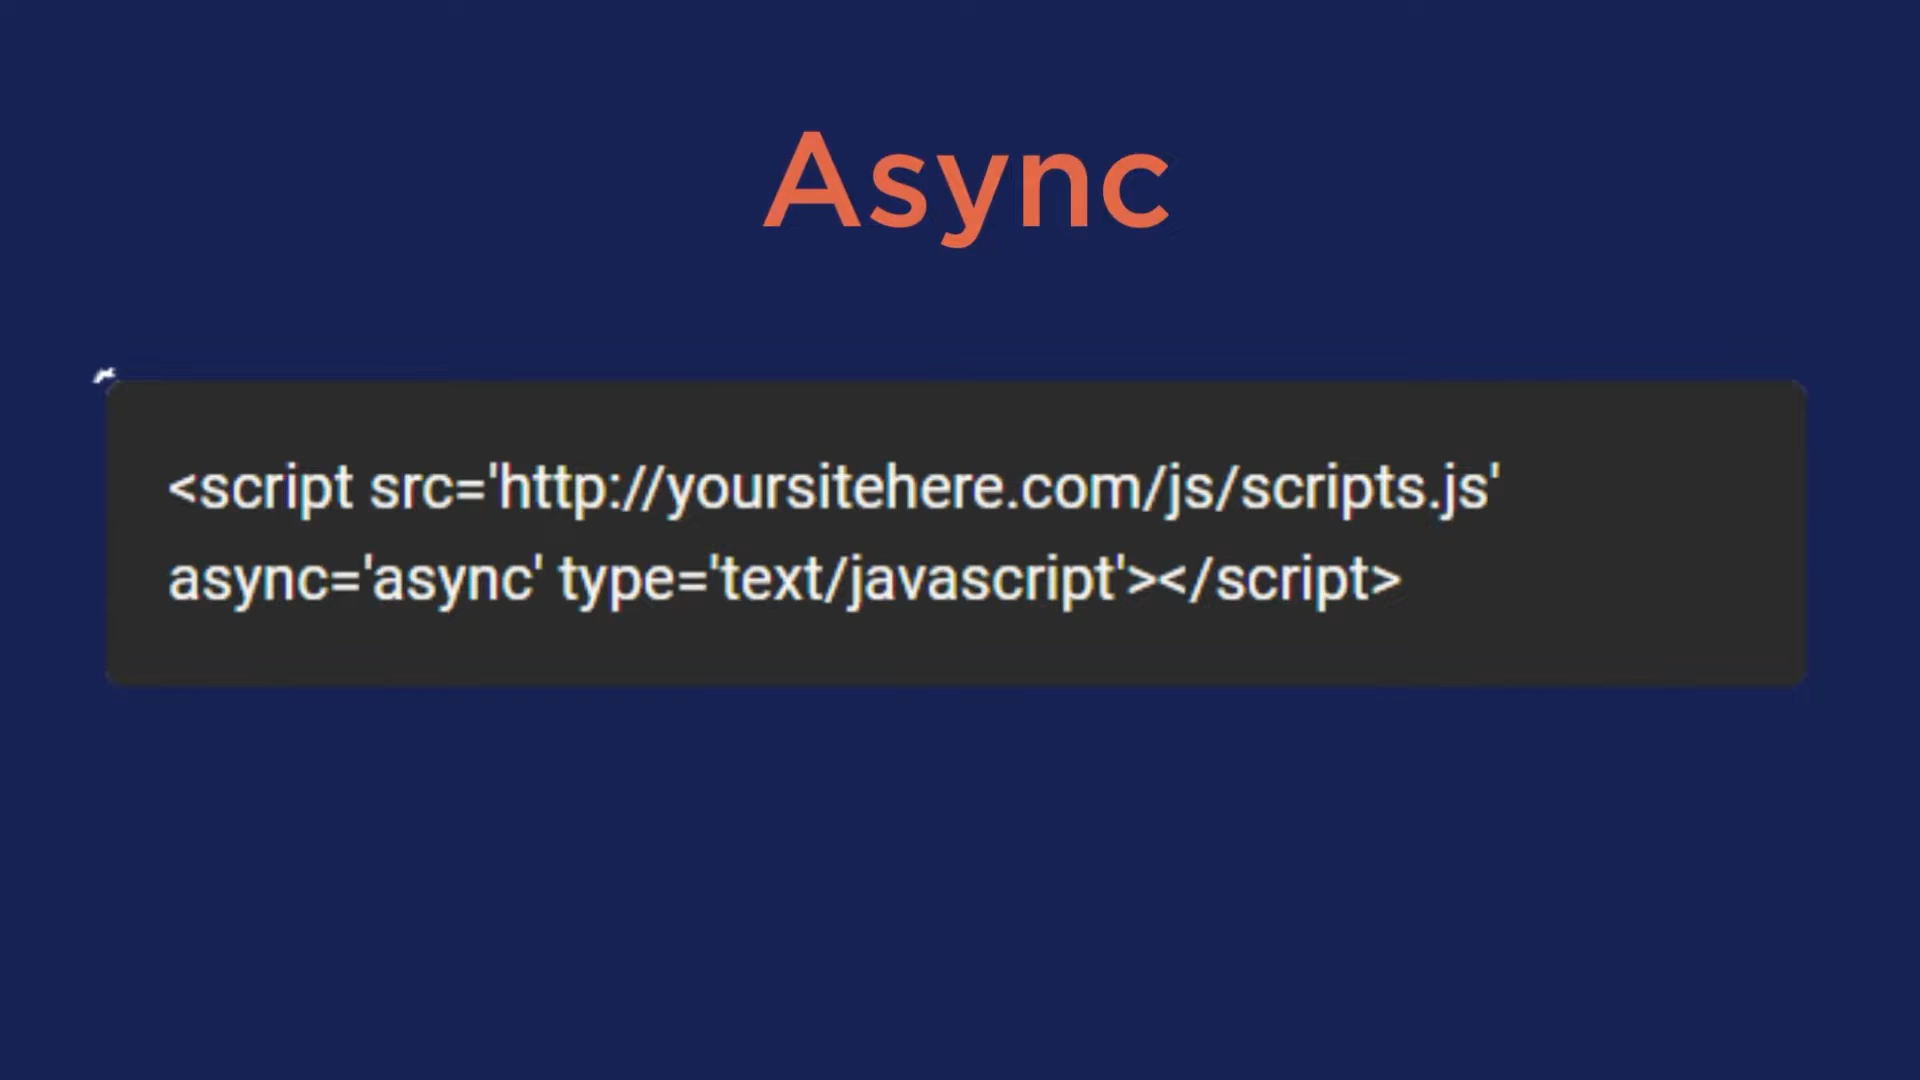 Async
<script src='http://yoursitehere.com/js/scripts.js'
async='async' type='text/javascript'></script>